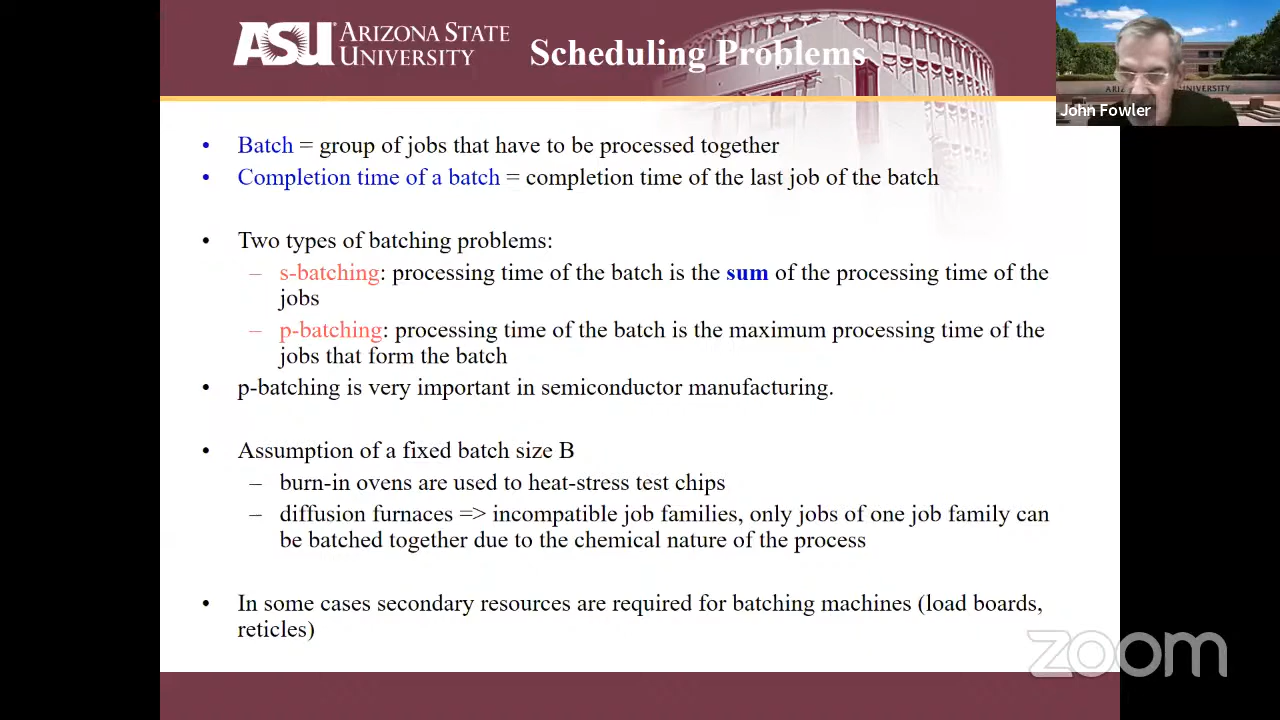 ASU ARIZONA STATE UNIVERSITY
Scheduling Problems
John Fowler
• Batch = group of jobs that have to be processed together
• Completion time of a batch = completion time of the last job of the batch
• Two types of batching problems:
– s-batching: processing time of the batch is the sum of the processing time of the
jobs
– p-batching: processing time of the batch is the maximum processing time of the
jobs that form the batch
• p-batching is very important in semiconductor manufacturing.
• Assumption of a fixed batch size B
– burn-in ovens are used to heat-stress test chips
– diffusion furnaces => incompatible job families, only jobs of one job family can
be batched together due to the chemical nature of the process
• In some cases secondary resources are required for batching machines (load boards,
reticles)
zoom